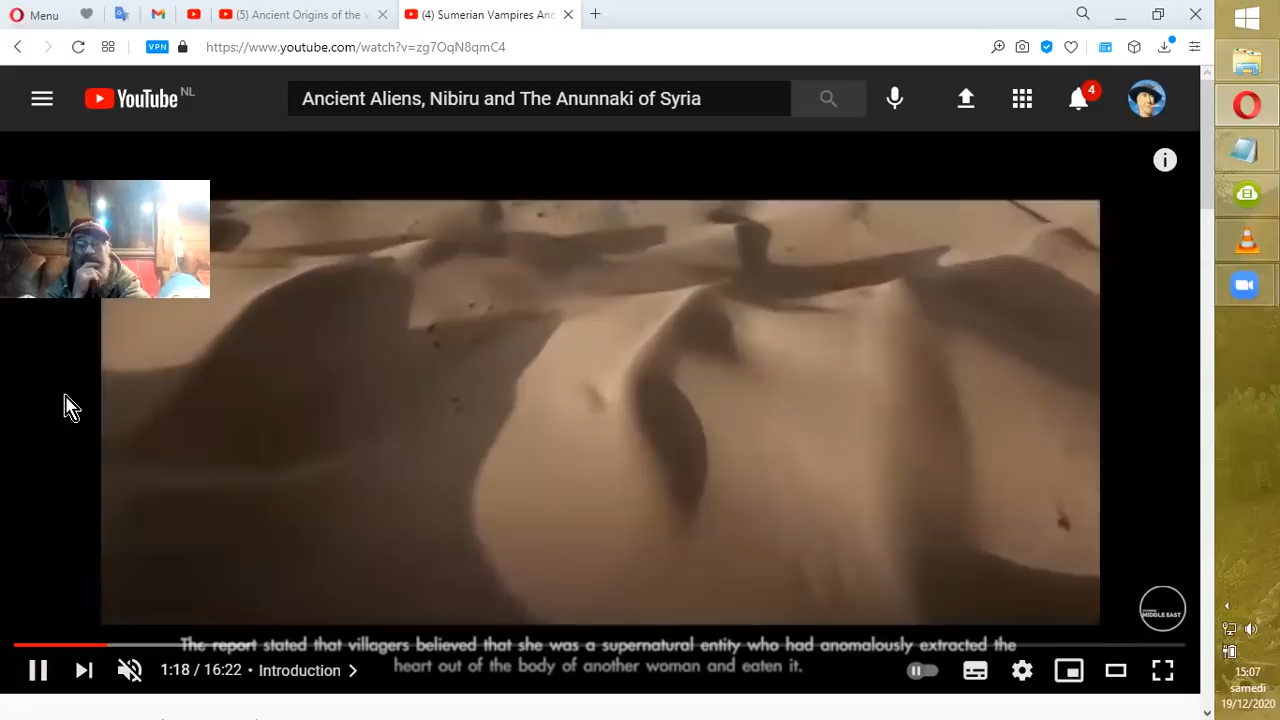 Menu
(5) Ancient Origins of the V
(4) Sumerian Vampires And
VPN
https://www.youtube.com/watch?v=zg7OqN8qmC4
YouTube NL
Ancient Aliens, Nibiru and The Anunnaki of Syria
4
MIDDLE EAST
The report stated that villagers believed that she was a supernatural entity who had anomalously extracted the
heart out of the body of another woman and eaten it.
1:18 / 16:22 • Introduction
15:07
samedi
19/12/2020